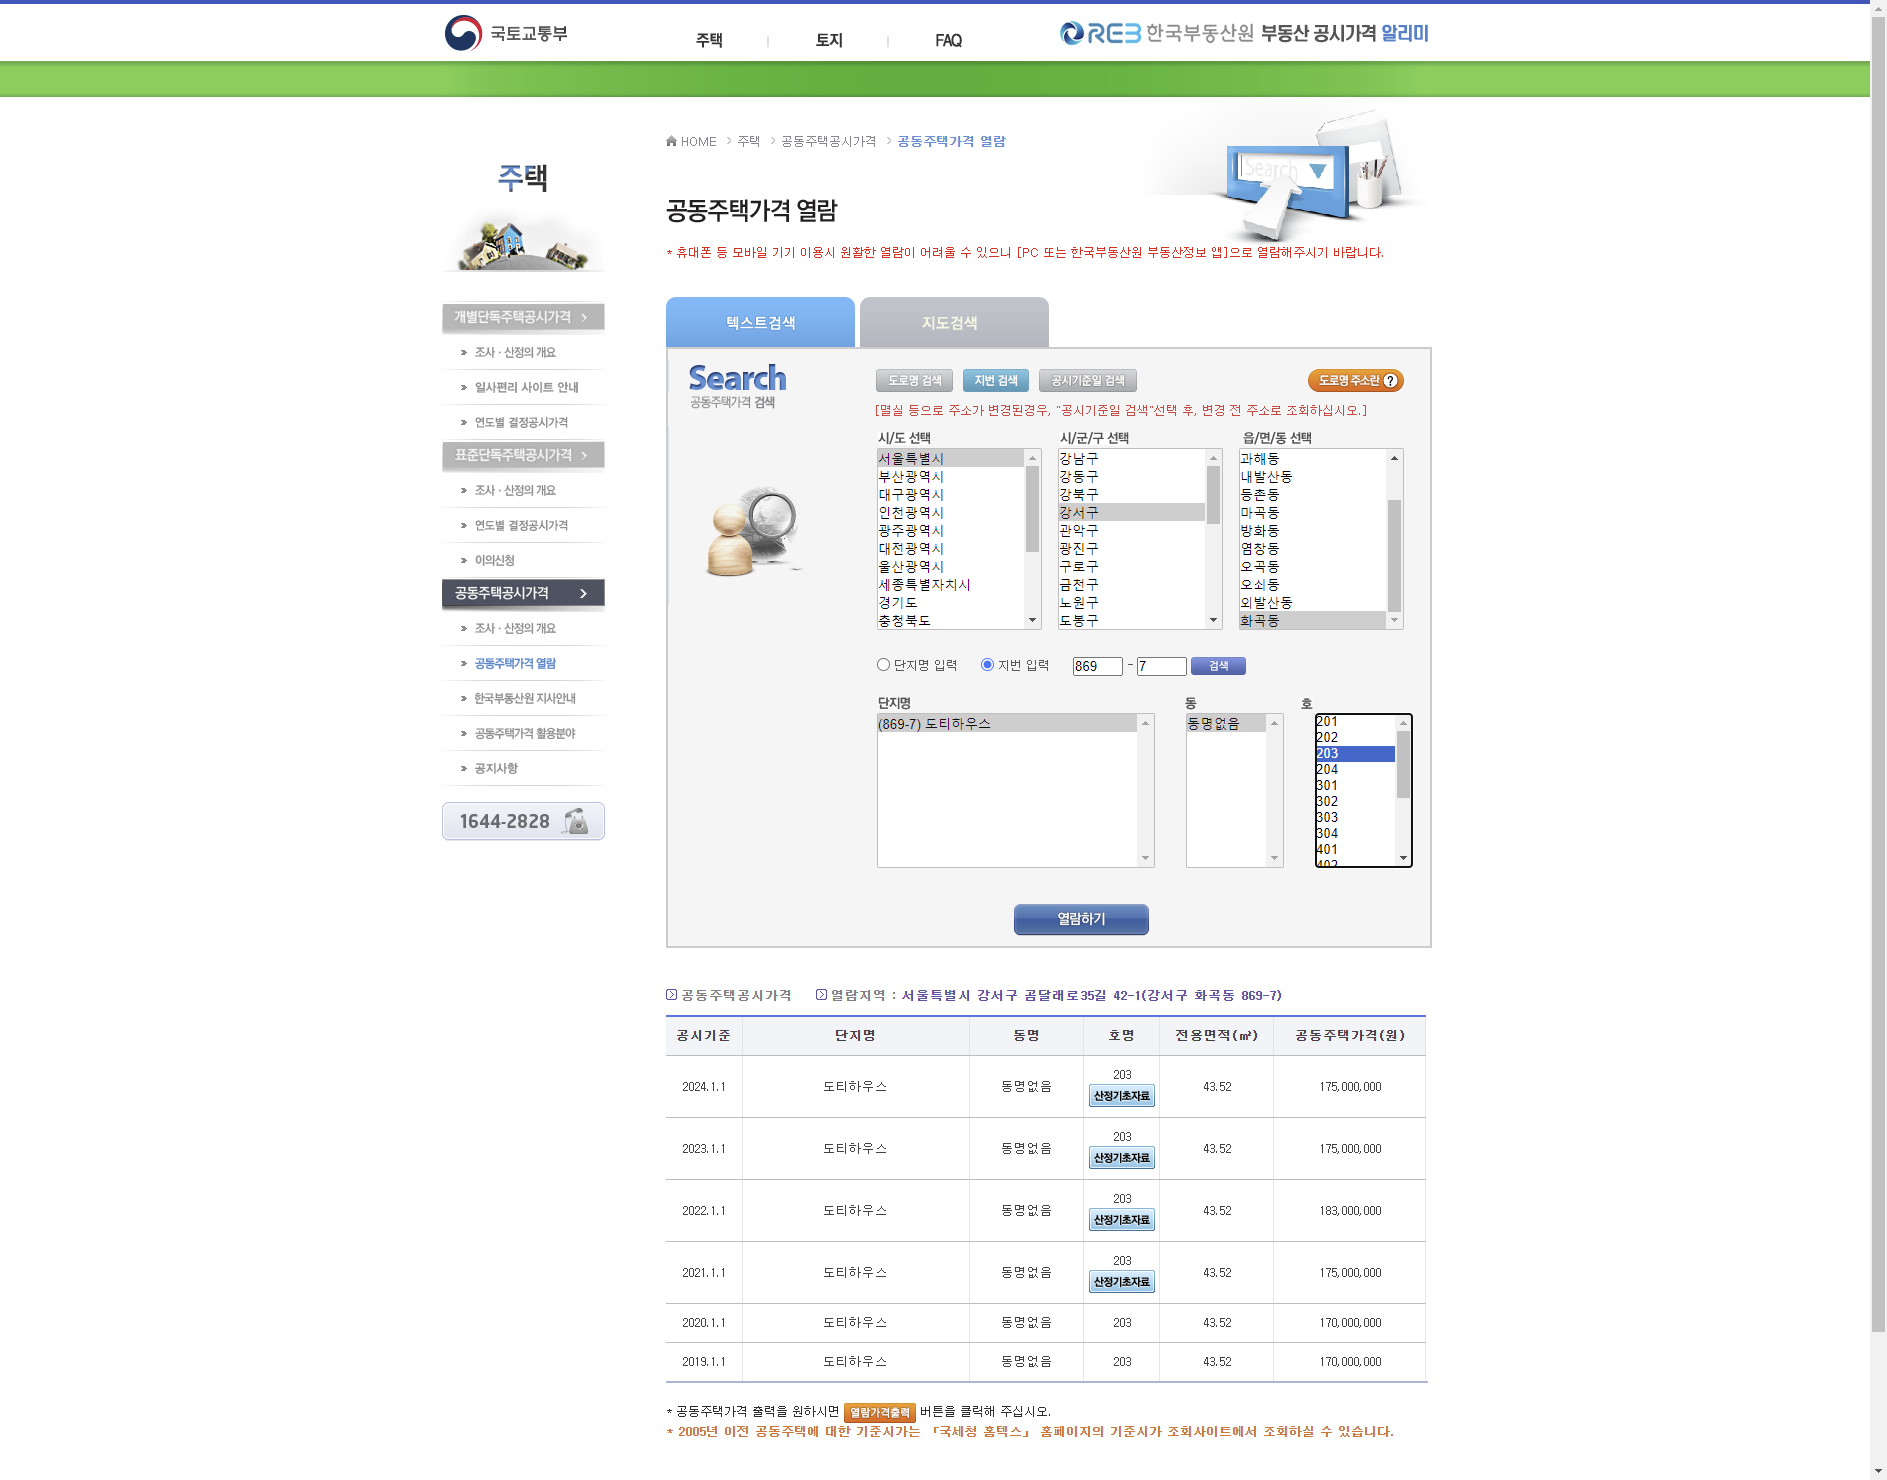 국토교통부
주택
토지
FAQ
REB 한국부동산원 부동산 공시가격 알리미
HOME > 주택 > 공동주택공시가격 > 공동주택가격 열람
주택
공동주택가격 열람
* 휴대폰 등 모바일 기기 이용시 원활한 열람이 어려울 수 있으니 [PC 또는 한국부동산원 부동산정보 앱]으로 열람해주시기 바랍니다.
Search
개별단독주택공시가격
조사 · 산정의 개요
일사편리 사이트 안내
연도별 결정공시가격
표준단독주택공시가격
조사 · 산정의 개요
연도별 결정공시가격
이의신청
공동주택공시가격
조사 · 산정의 개요
공동주택가격 열람
한국부동산원 지사안내
공동주택가격 활용분야
공지사항
1644-2828
텍스트검색
지도검색
Search
공동주택가격 검색
도로명 검색
지번 검색
공시기준일 검색
도로명 주소란 ?
[멸실 등으로 주소가 변경된경우, "공시기준일 검색"선택 후, 변경 전 주소로 조회하십시오.]
시/도 선택
서울특별시
부산광역시
대구광역시
인천광역시
광주광역시
대전광역시
울산광역시
세종특별자치시
경기도
충청북도
시/군/구 선택
강남구
강동구
강북구
강서구
관악구
광진구
구로구
금천구
노원구
도봉구
읍/면/동 선택
과해동
내발산동
등촌동
마곡동
방화동
염창동
오곡동
오쇠동
외발산동
화곡동
단지명 입력
지번 입력
869 - 7
검색
단지명
(869-7) 도티하우스
동
동명없음
호
201
202
203
204
301
302
303
304
401
402
열람하기
공동주택공시가격
열람지역 : 서울특별시 강서구 곰달래로35길 42-1(강서구 화곡동 869-7)
공시기준 단지명 동명 호명 전용면적(㎡) 공동주택가격(원)
2024.1.1 도티하우스 동명없음 203 산정기초자료 43.52 175,000,000
2023.1.1 도티하우스 동명없음 203 산정기초자료 43.52 175,000,000
2022.1.1 도티하우스 동명없음 203 산정기초자료 43.52 183,000,000
2021.1.1 도티하우스 동명없음 203 산정기초자료 43.52 175,000,000
2020.1.1 도티하우스 동명없음 203 43.52 170,000,000
2019.1.1 도티하우스 동명없음 203 43.52 170,000,000
* 공동주택가격 출력을 원하시면 열람가격출력 버튼을 클릭해 주십시오.
* 2005년 이전 공동주택에 대한 기준시가는 「국세청 홈텍스」 홈페이지의 기준시가 조회사이트에서 조회하실 수 있습니다.